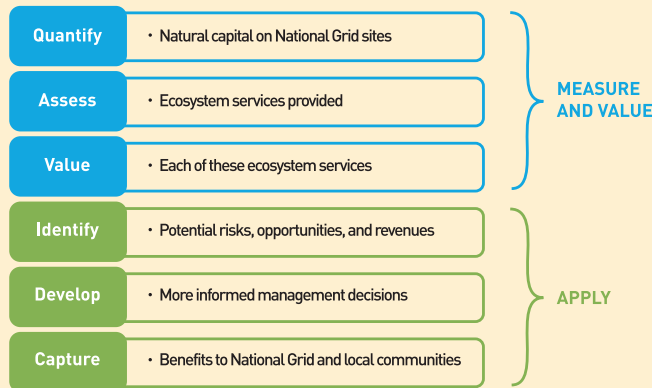 Quantify
· Natural capital on National Grid sites
Assess
· Ecosystem services provided
Value
· Each of these ecosystem services
MEASURE
AND VALUE
Identify
· Potential risks, opportunities, and revenues
Develop
· More informed management decisions
Capture
· Benefits to National Grid and local communities
APPLY